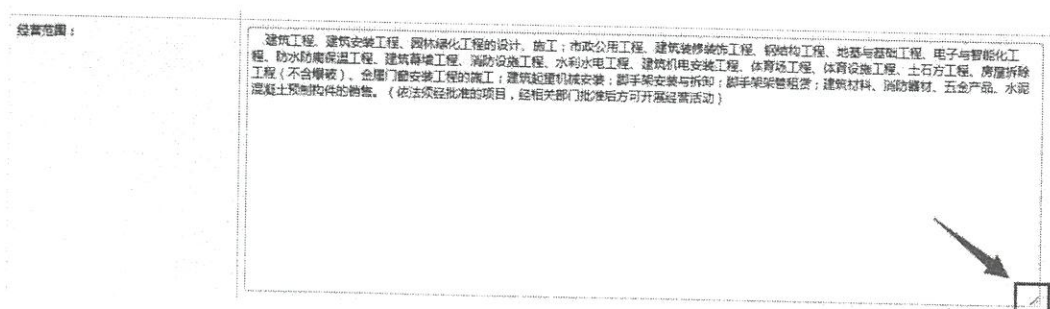 经营范围：
建筑工程、建筑安装工程、园林绿化工程的设计、施工；市政公用工程、建筑装修装饰工程、钢结构工程、地基与基础工程、电子与智能化工
程、防水防腐保温工程、建筑幕墙工程、消防设施工程、水利水电工程、建筑机电安装工程、体育场工程、体育设施工程、土石方工程、房屋拆除
工程（不含爆破）、金属门窗安装工程的施工；建筑起重机械安装；脚手架安装与拆卸；脚手架架管租赁；建筑材料、消防器材、五金产品、水泥
混凝土预制构件的销售。（依法须经批准的项目，经相关部门批准后方可开展经营活动）